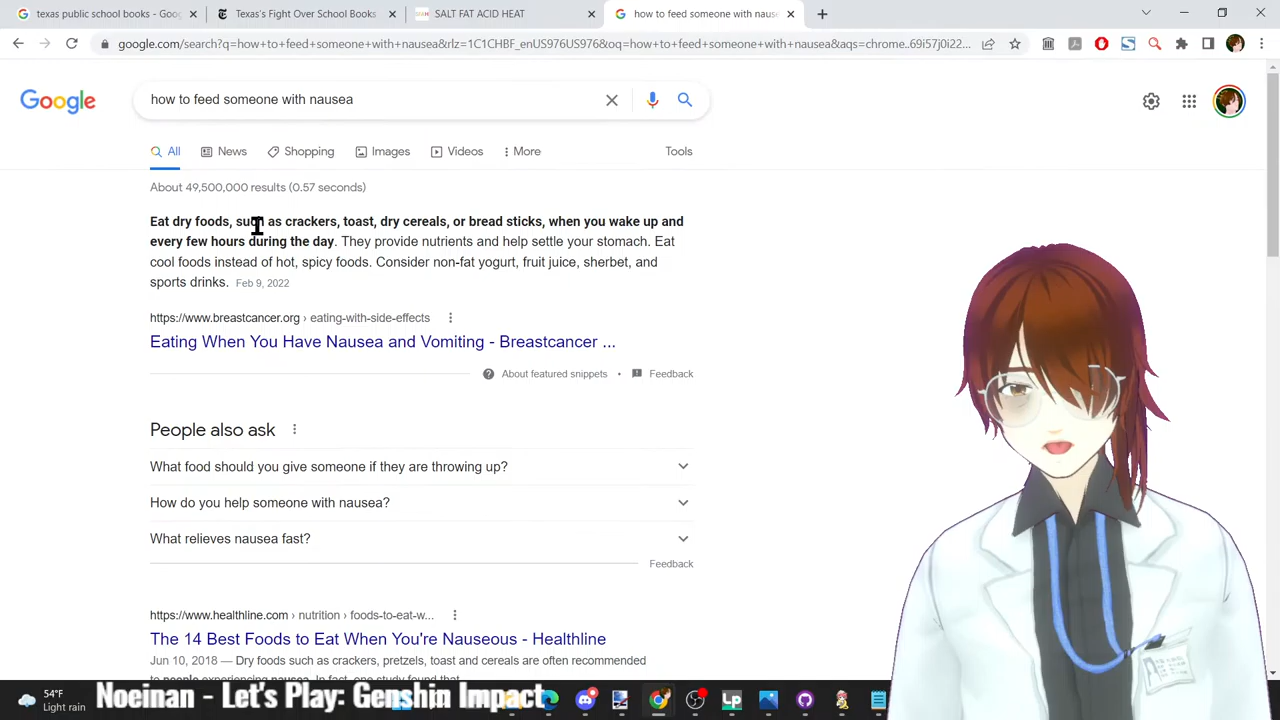 texas public school books - Goog
Texas's Fight Over School Books
SALT FAT ACID HEAT
how to feed someone with nause
google.com/search?q=how+to+feed+someone+with+nausea&rlz=1C1CHBF_enUS976US976&oq=how+to+feed+someone+with+nausea&aqs=chrome..69i57j0i22...
Google
how to feed someone with nausea
All
News
Shopping
Images
Videos
More
Tools
About 49,500,000 results (0.57 seconds)
Eat dry foods, such as crackers, toast, dry cereals, or bread sticks, when you wake up and
every few hours during the day. They provide nutrients and help settle your stomach. Eat
cool foods instead of hot, spicy foods. Consider non-fat yogurt, fruit juice, sherbet, and
sports drinks. Feb 9, 2022
https://www.breastcancer.org › eating-with-side-effects
Eating When You Have Nausea and Vomiting - Breastcancer ...
About featured snippets • Feedback
People also ask
What food should you give someone if they are throwing up?
How do you help someone with nausea?
What relieves nausea fast?
Feedback
https://www.healthline.com › nutrition › foods-to-eat-w...
The 14 Best Foods to Eat When You're Nauseous - Healthline
Jun 10, 2018 — Dry foods such as crackers, pretzels, toast and cereals are often recommended
54°F
Light rain
Noeinan - Let's Play: Genshin Impact